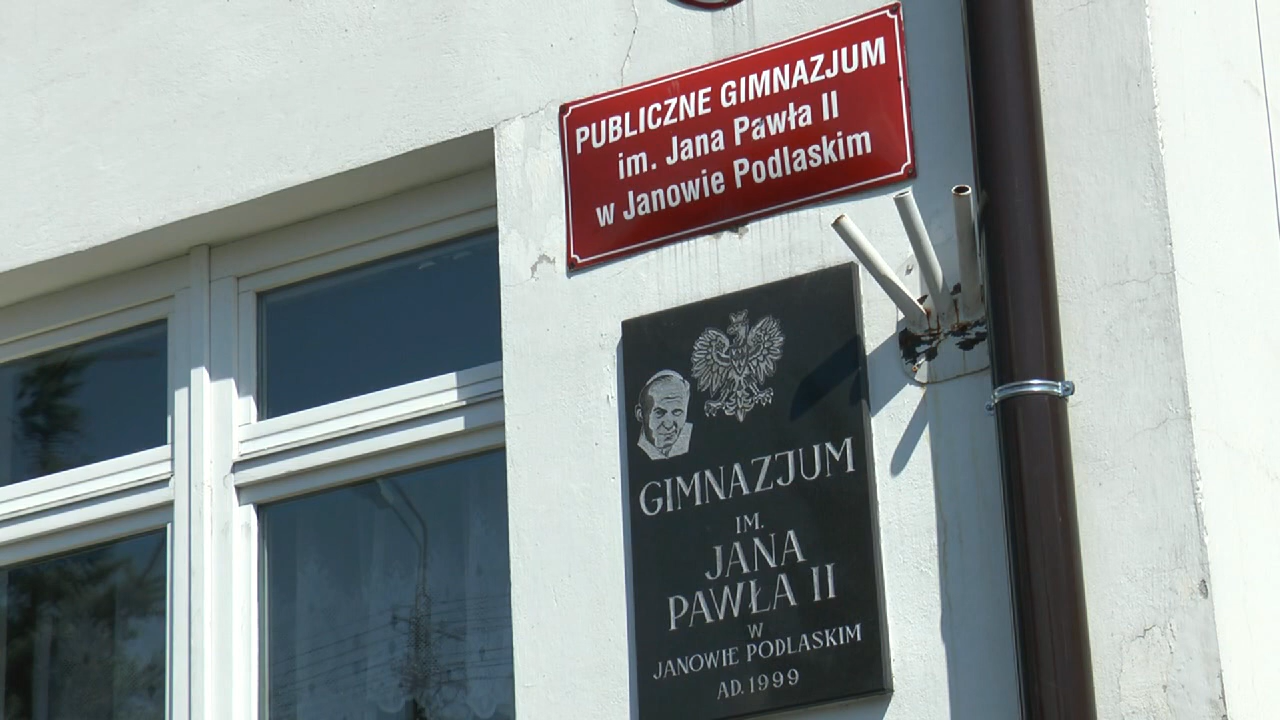 PUBLICZNE GIMNAZJUM
im. Jana Pawła II
w Janowie Podlaskim
GIMNAZJUM
IM.
JANA
PAWŁA II
W
JANOWIE PODLASKIM
AD. 1999